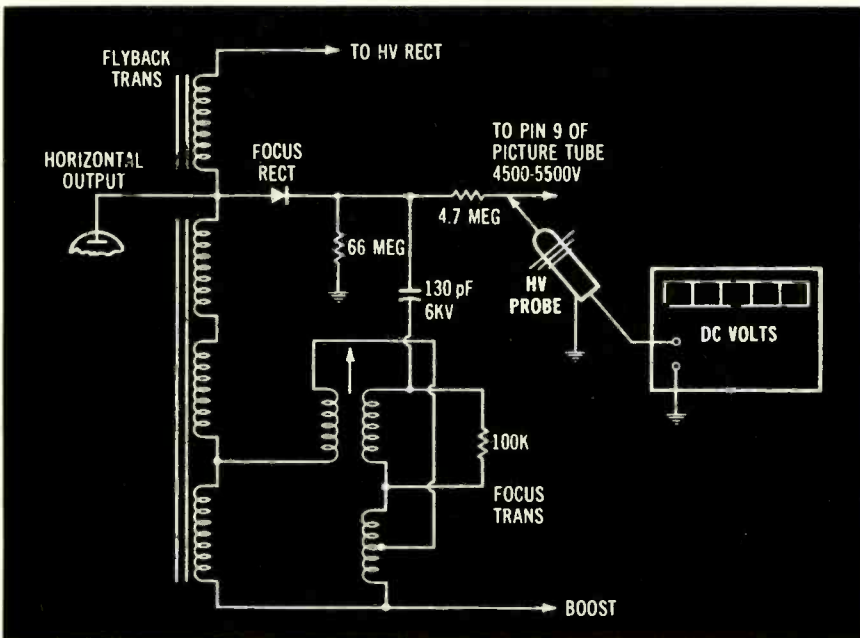 FLYBACK
TRANS
TO HV RECT
HORIZONTAL
OUTPUT
FOCUS
RECT
TO PIN 9 OF
PICTURE TUBE
4500-5500V
4.7 MEG
66 MEG
130 pF
6KV
HV
PROBE
DC VOLTS
100K
FOCUS
TRANS
BOOST